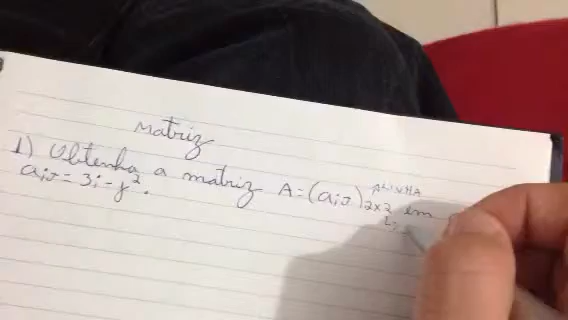 Matriz
1) Obtenha a matriz A=(aij)2x2 em
aij = 3i - j².